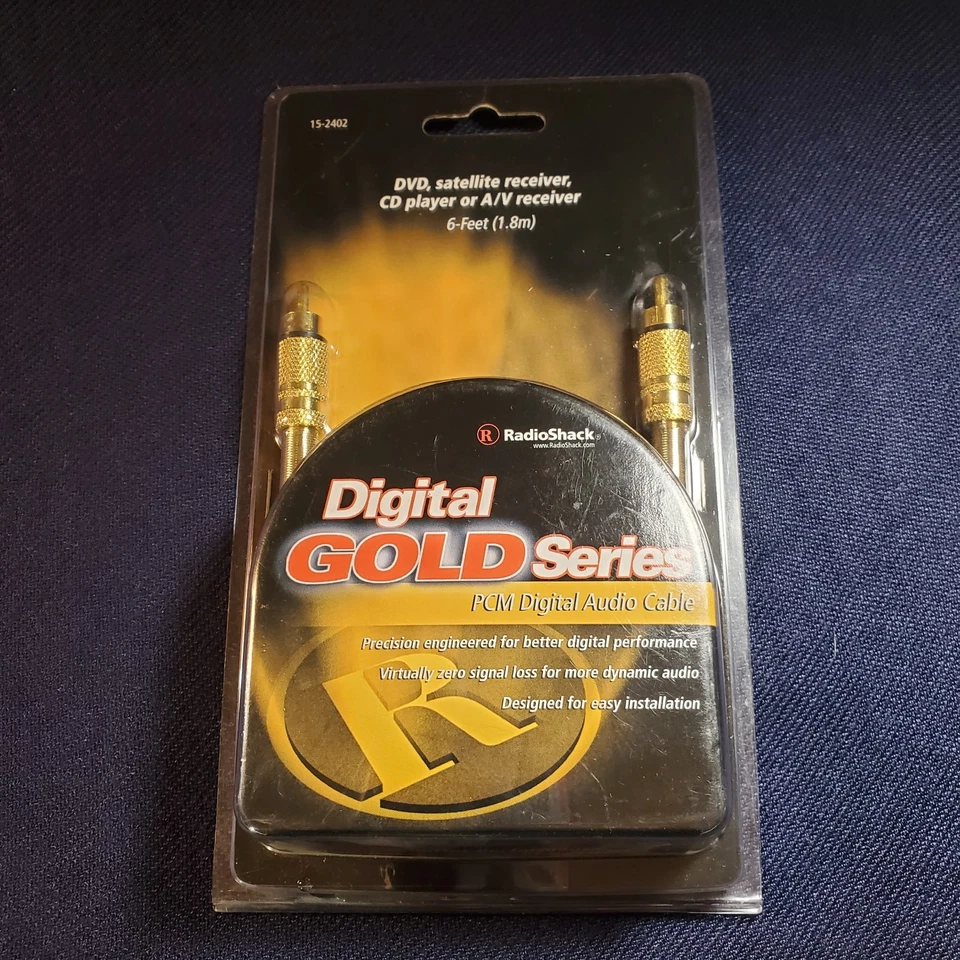 15-2402
DVD, satellite receiver,
CD player or A/V receiver
6-Feet (1.8m)
R RadioShack®
www.RadioShack.com
Digital
GOLD Series
PCM Digital Audio Cable
Precision engineered for better digital performance
Virtually zero signal loss for more dynamic audio
Designed for easy installation
R